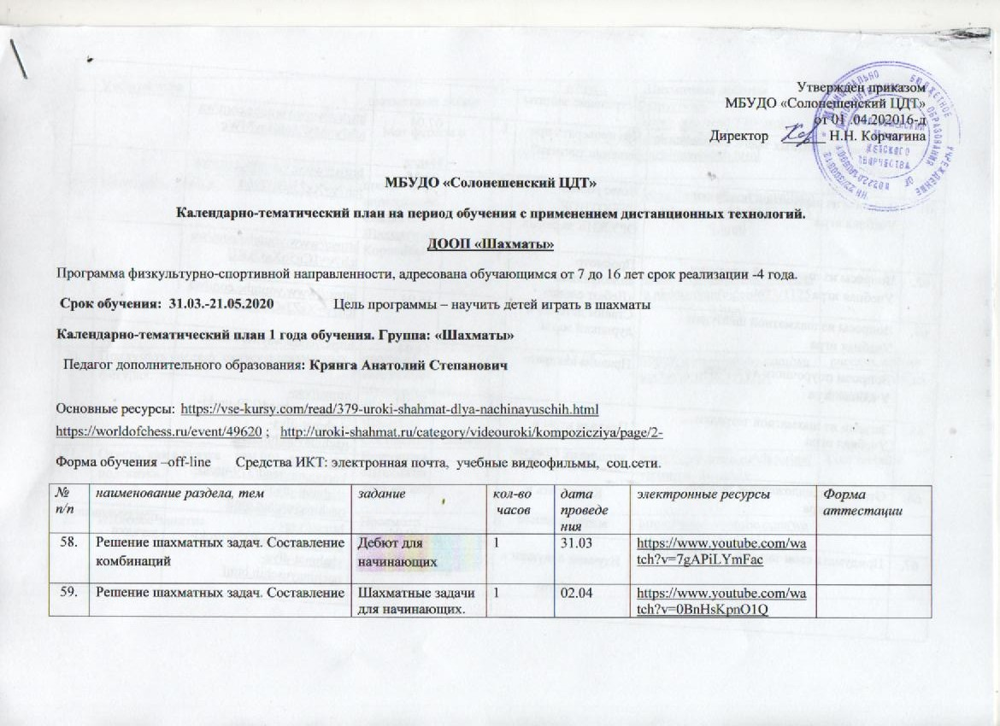 Утвержден приказом
МБУДО «Солонешенский ЦДТ»
от 01 .04.202016-д
Директор Н.Н. Корчагина
МБУДО «Солонешенский ЦДТ»
Календарно-тематический план на период обучения с применением дистанционных технологий.
ДООП «Шахматы»
Программа физкультурно-спортивной направленности, адресована обучающимся от 7 до 16 лет срок реализации -4 года.
Срок обучения: 31.03.-21.05.2020 Цель программы – научить детей играть в шахматы
Календарно-тематический план 1 года обучения. Группа: «Шахматы»
Педагог дополнительного образования: Крянга Анатолий Степанович
Основные ресурсы: https://vse-kursy.com/read/379-uroki-shahmat-dlya-nachinayuschih.html
https://worldofchess.ru/event/49620 ; http://uroki-shahmat.ru/category/videouroki/kompozicziya/page/2-
Форма обучения –off-line Средства ИКТ: электронная почта, учебные видеофильмы, соц.сети.
№ п/п наименование раздела, тем задание кол-во часов дата проведе ния электронные ресурсы Форма аттестации
58. Решение шахматных задач. Составление Дебют для 1 31.03 https://www.youtube.com/wa
комбинаций начинающих tch?v=7gAPiLYmFac
59. Решение шахматных задач. Составление Шахматные задачи 1 02.04 https://www.youtube.com/wa
для начинающих. tch?v=0BnHsKpnO1Q